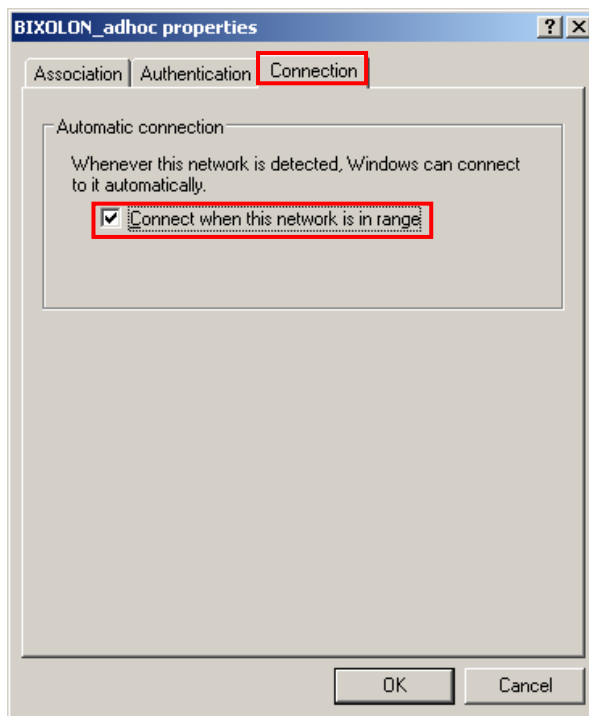 BIXOLON_adhoc properties
Association Authentication Connection
Automatic connection
Whenever this network is detected, Windows can connect
to it automatically.
Connect when this network is in range
OK Cancel